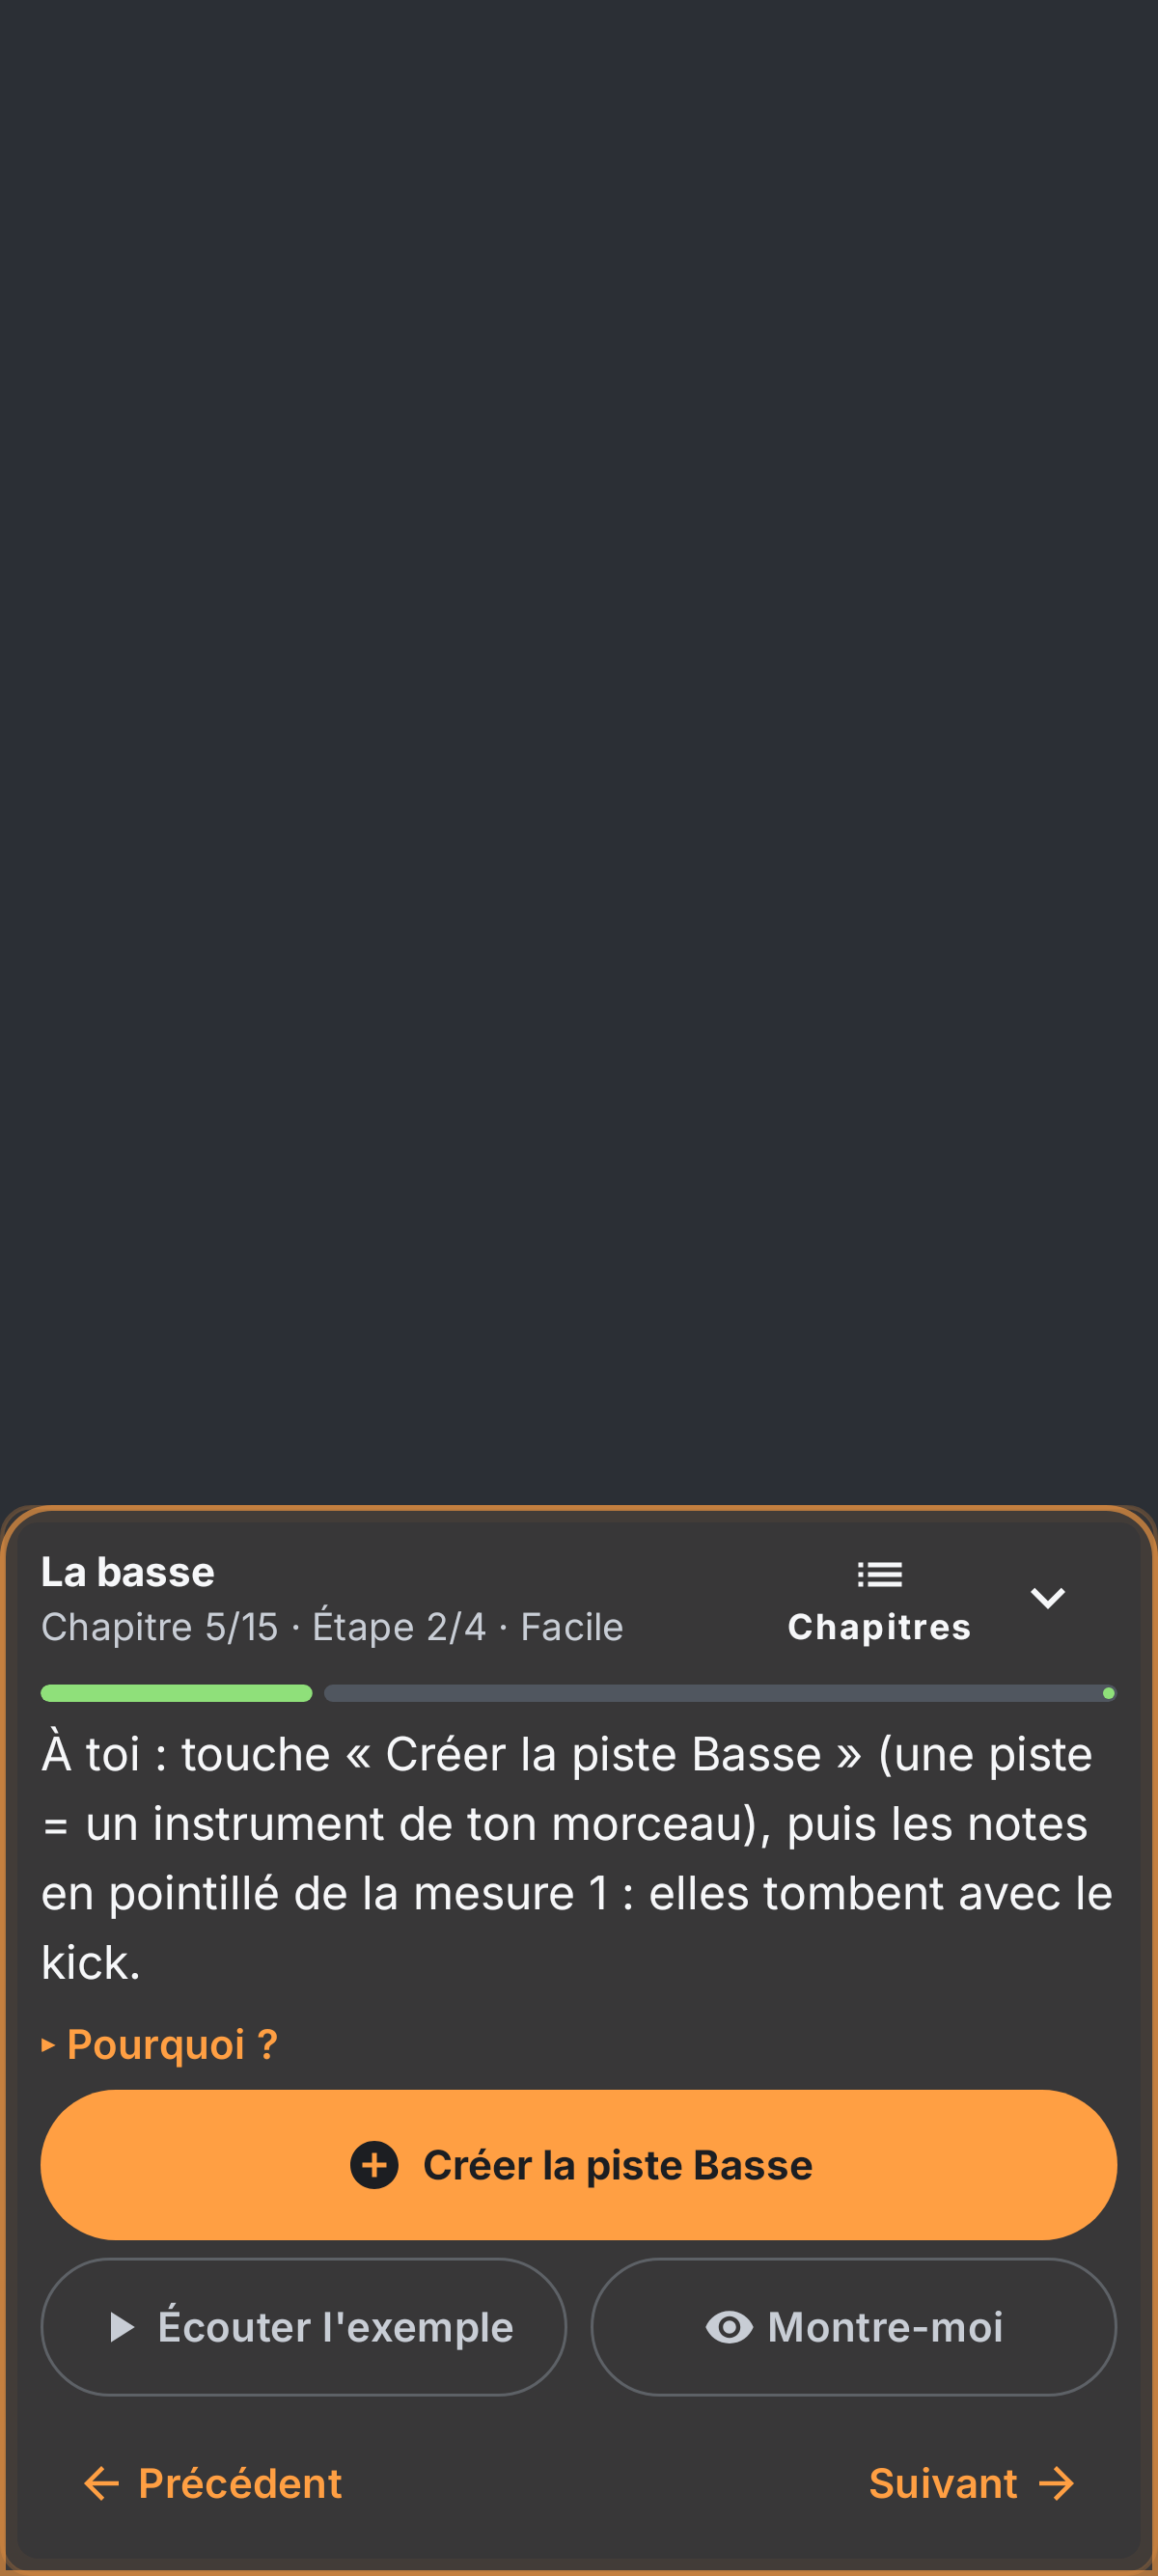 La basse
Chapitre 5/15 · Étape 2/4 · Facile
Chapitres
À toi : touche « Créer la piste Basse » (une piste
= un instrument de ton morceau), puis les notes
en pointillé de la mesure 1 : elles tombent avec le
kick.
▸ Pourquoi ?
Créer la piste Basse
Écouter l'exemple
Montre-moi
Précédent
Suivant